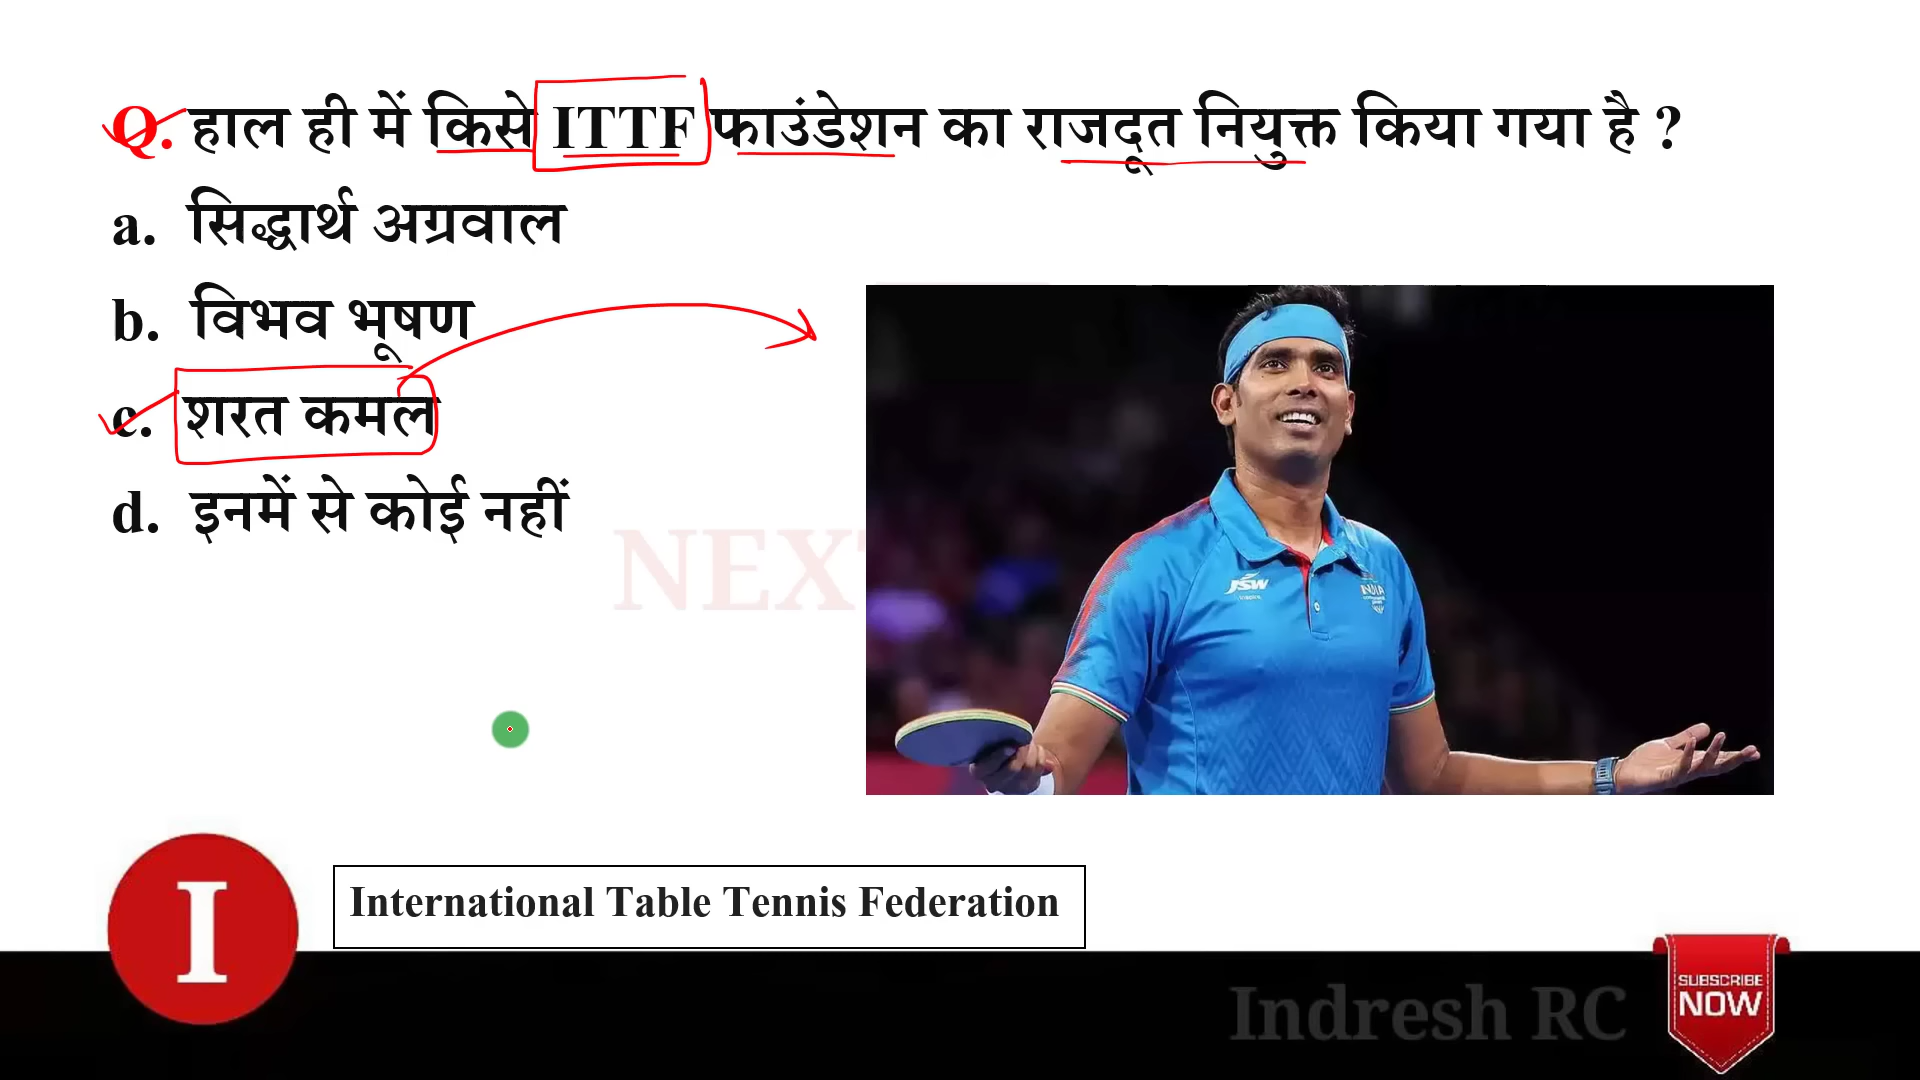 Q. हाल ही में किसे ITTF फाउंडेशन का राजदूत नियुक्त किया गया है ?
a. सिद्धार्थ अग्रवाल
b. विभव भूषण
c. शरत कमल
d. इनमें से कोई नहीं
NEXT
JSW
INDIA
I
International Table Tennis Federation
Indresh RC
SUBSCRIBE
NOW